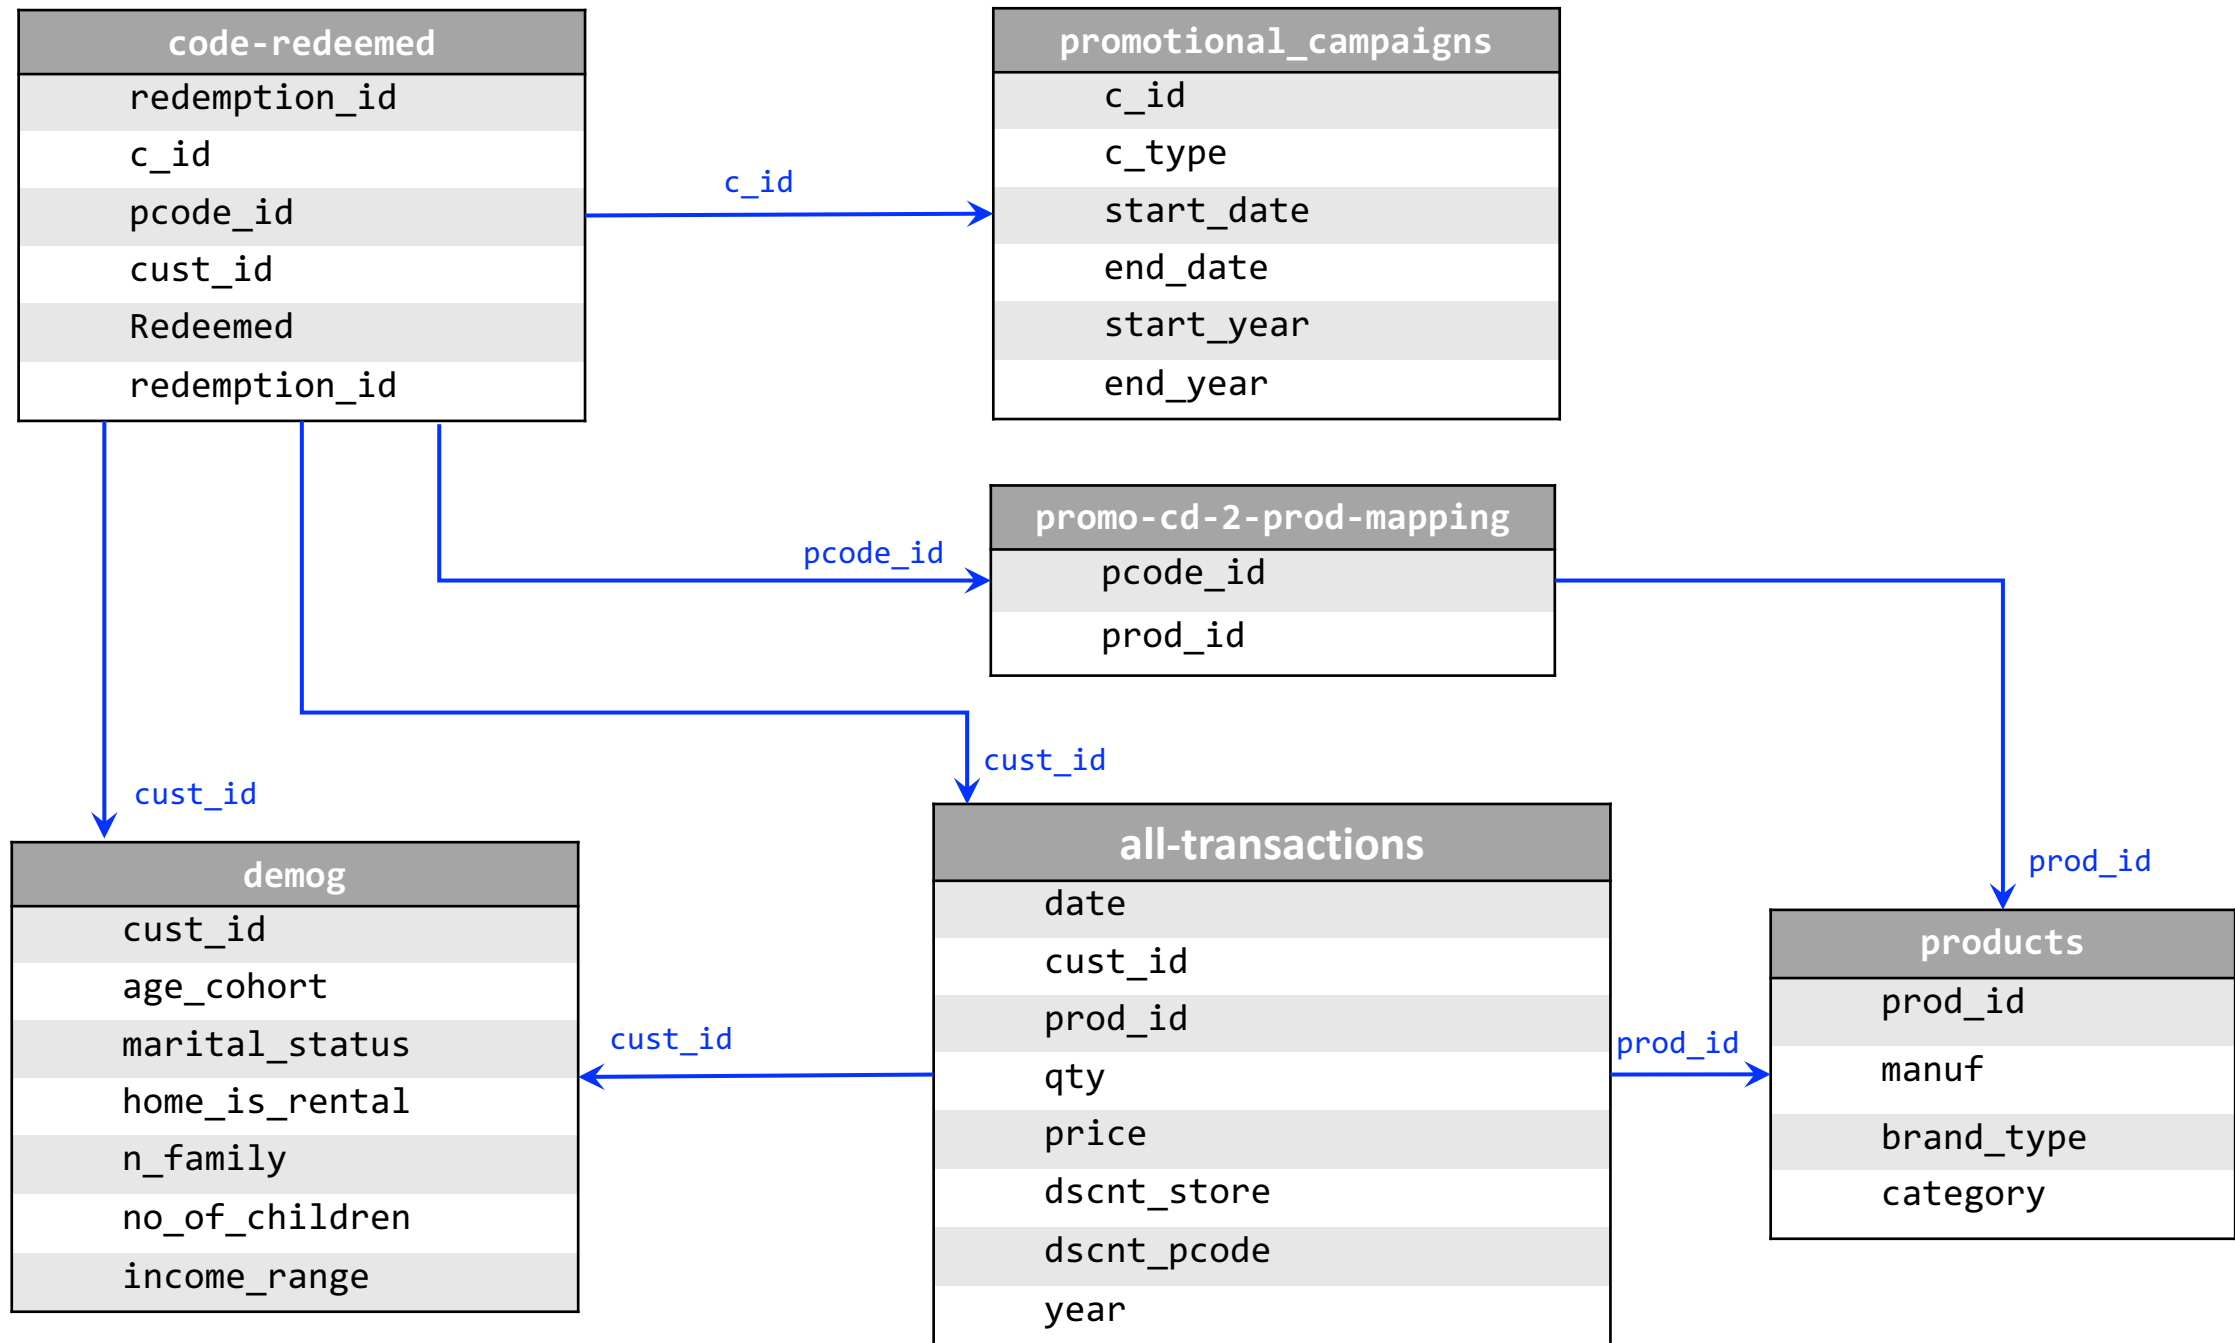 code-redeemed
redemption_id
c_id
pcode_id
cust_id
Redeemed
redemption_id
c_id
promotional_campaigns
c_id
c_type
start_date
end_date
start_year
end_year
pcode_id
promo-cd-2-prod-mapping
pcode_id
prod_id
cust_id
cust_id
prod_id
demog
cust_id
age_cohort
marital_status
home_is_rental
n_family
no_of_children
income_range
cust_id
all-transactions
date
cust_id
prod_id
qty
price
dscnt_store
dscnt_pcode
year
prod_id
products
prod_id
manuf
brand_type
category